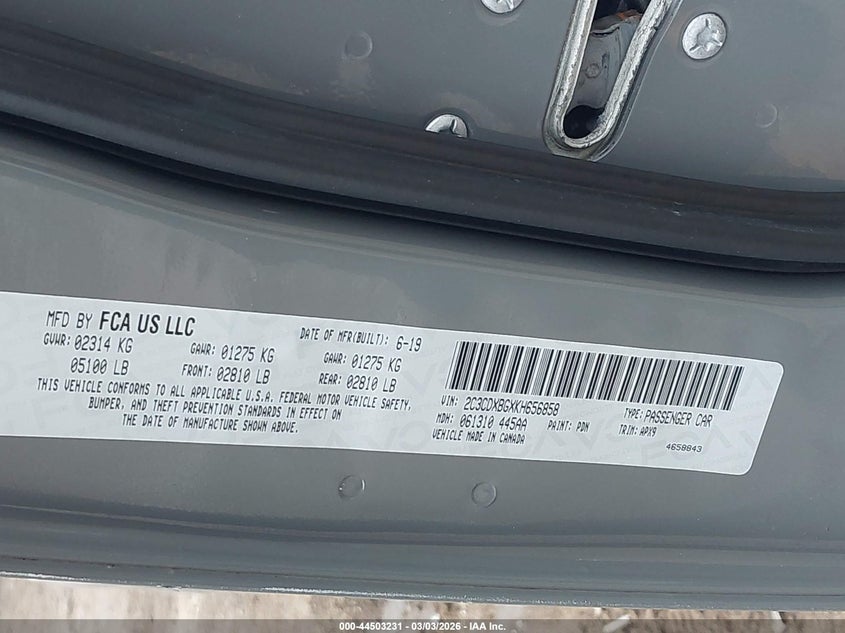 MFD BY FCA US LLC
DATE OF MFR(BUILT): 6-19
GVWR: 02314 KG
GAWR: 01275 KG
GAWR: 01275 KG
05100 LB
FRONT: 02810 LB
REAR: 02810 LB
THIS VEHICLE CONFORMS TO ALL APPLICABLE U.S.A. FEDERAL MOTOR VEHICLE SAFETY,
BUMPER, AND THEFT PREVENTION STANDARDS IN EFFECT ON
THE DATE OF MANUFACTURE SHOWN ABOVE.
VIN: 2C3CDXBGXKH656858
TYPE: PASSENGER CAR
MDH: 061310 445AA
PAINT: PDN
TRIM: APX9
VEHICLE MADE IN CANADA
4658843
000-44503231 - 03/03/2026 - IAA Inc.